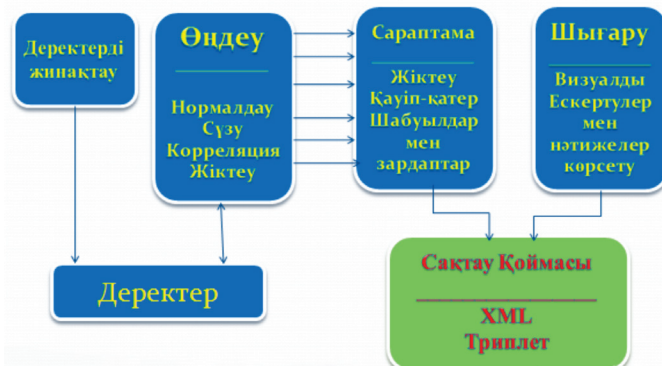 Деректерді
жинақтау
Өңдеу
Нормалдау
Сүзу
Корреляция
Жіктеу
Сараптама
Жіктеу
Қауіп-қатер
Шабуылдар
мен
зардаптар
Шығару
Визуалды
Ескертулер
мен
нәтижелер
көрсету
Деректер
Сақтау Қоймасы
XML
Триплет